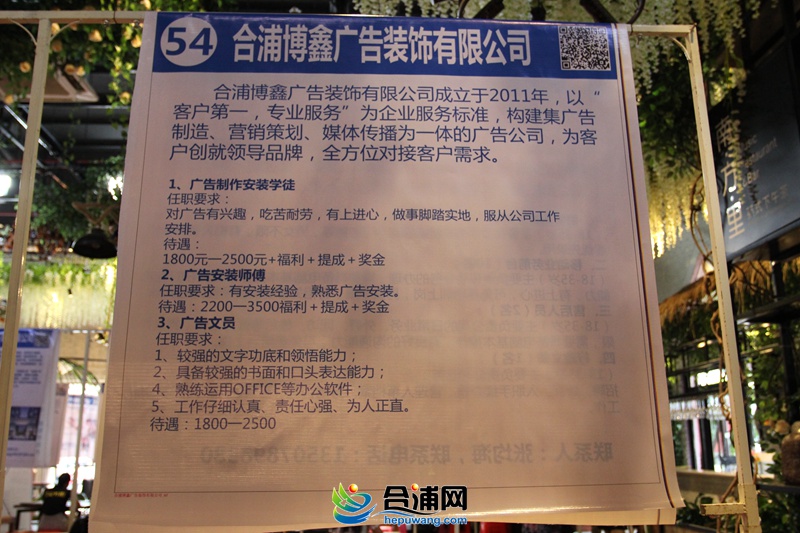 54 合浦博鑫广告装饰有限公司
合浦博鑫广告装饰有限公司成立于2011年，以“
客户第一，专业服务”为企业服务标准，构建集广告
制造、营销策划、媒体传播为一体的广告公司，为客
户创就领导品牌，全方位对接客户需求。
1、广告制作安装学徒
任职要求：
对广告有兴趣，吃苦耐劳，有上进心，做事脚踏实地，服从公司工作
安排。
待遇：
1800元—2500元+福利＋提成＋奖金
2、广告安装师傅
任职要求：有安装经验，熟悉广告安装。
待遇：2200—3500福利＋提成＋奖金
3、广告文员
任职要求：
1、较强的文字功底和领悟能力；
2、具备较强的书面和口头表达能力；
4、熟练运用OFFICE等办公软件；
5、工作仔细认真、责任心强、为人正直。
待遇：1800—2500
合浦网
hepuwang.com